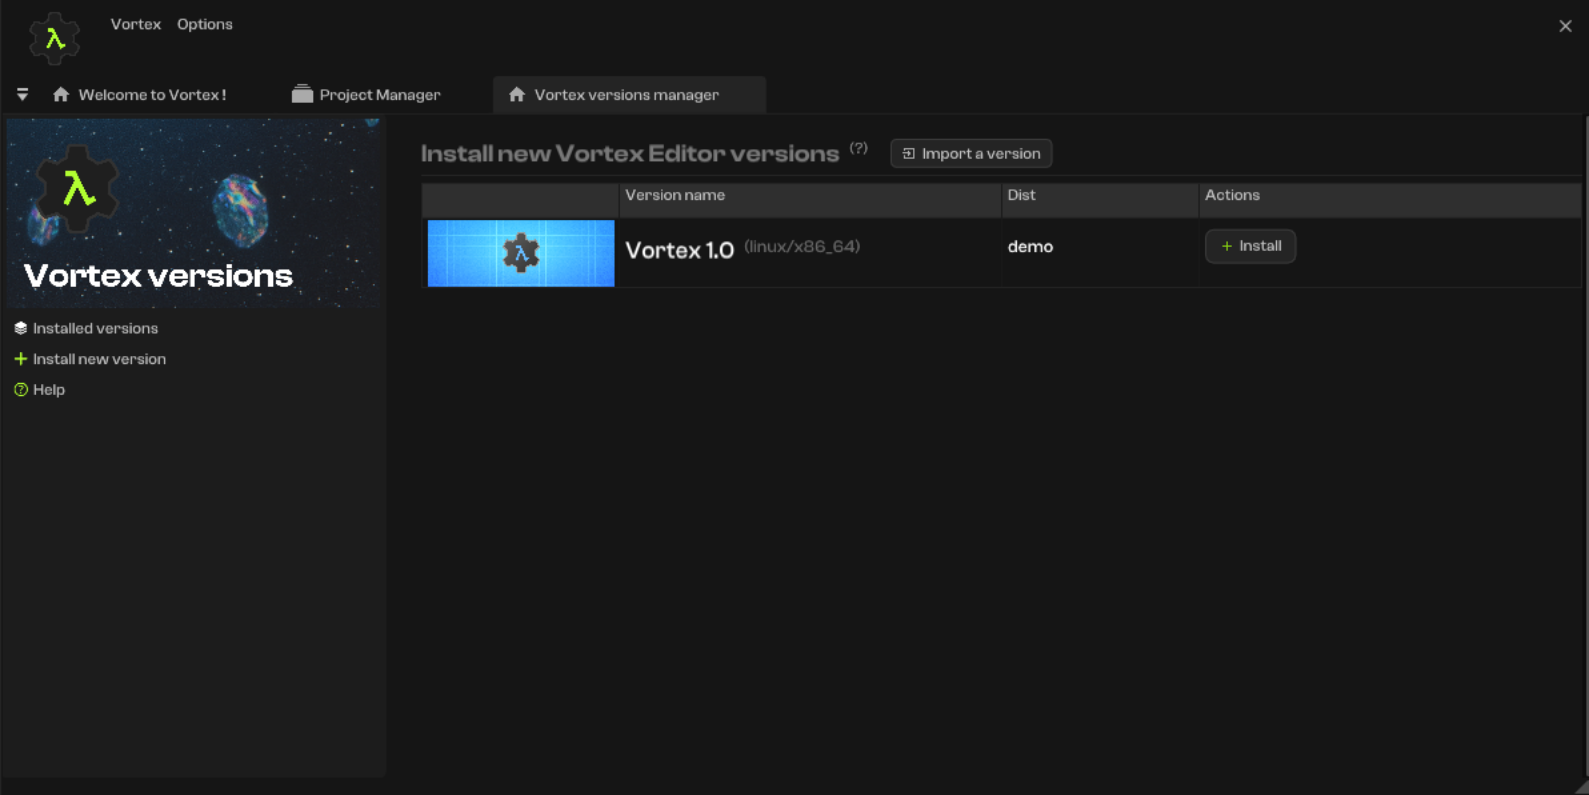 Vortex Options
Welcome to Vortex ! Project Manager Vortex versions manager
Vortex versions
Installed versions
Install new version
Help
Install new Vortex Editor versions (?) Import a version
Version name Dist Actions
Vortex 1.0 (linux/x86_64) demo + Install